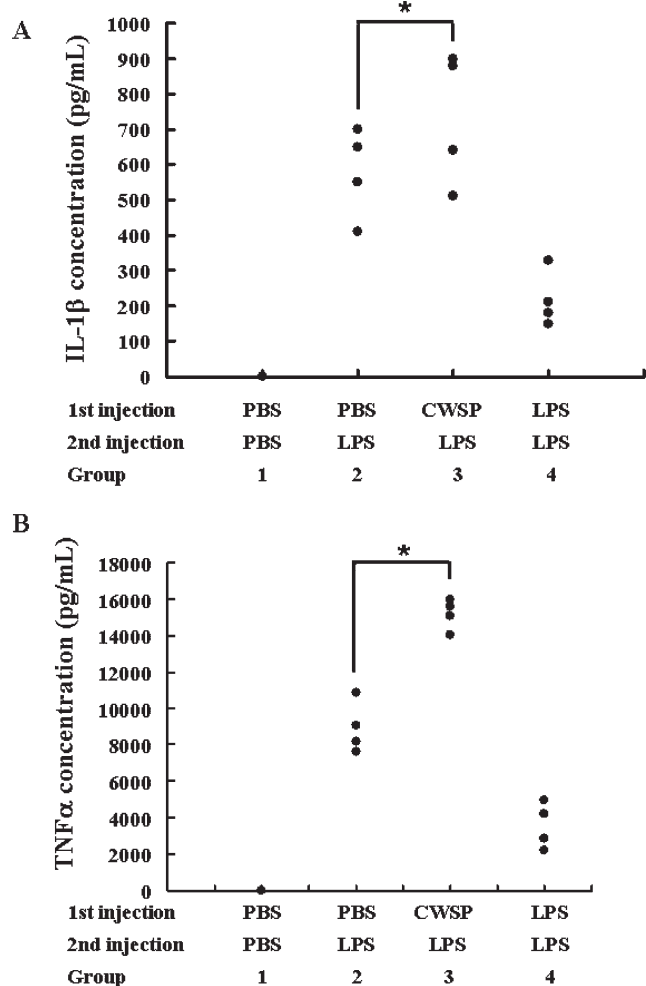 A
IL-1β concentration (pg/mL)
*
1000
900
800
700
600
500
400
300
200
100
0
1st injection PBS PBS CWSP LPS
2nd injection PBS LPS LPS LPS
Group 1 2 3 4
B
TNFα concentration (pg/mL)
*
18000
16000
14000
12000
10000
8000
6000
4000
2000
0
1st injection PBS PBS CWSP LPS
2nd injection PBS LPS LPS LPS
Group 1 2 3 4